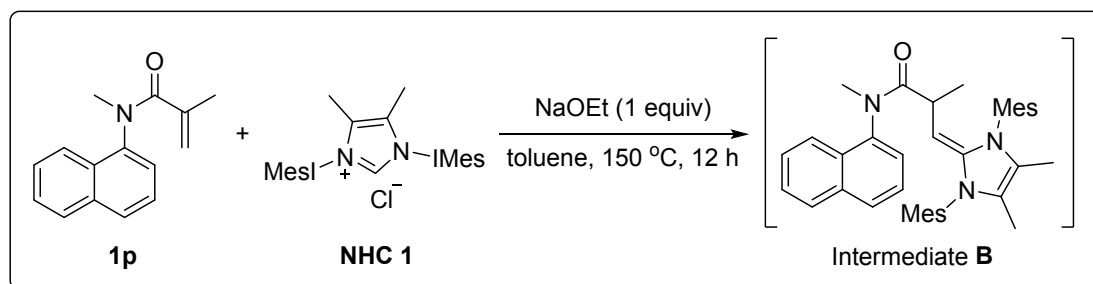 O
N
1p
+
N
N
+
MesI
IMes
Cl−
NHC 1
NaOEt (1 equiv)
toluene, 150 °C, 12 h
O
N
Mes
N
N
Mes
Intermediate B